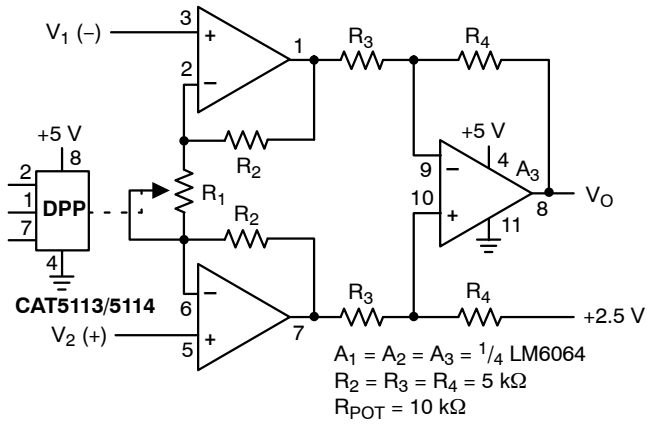 V1 (–)
3
+
1
2
–
R3
R4
R2
+5 V
8
2
1
7
DPP
4
R1
CAT5113/5114
R2
+5 V
4
A3
9
–
10
+
8
VO
11
6
–
V2 (+)
5
+
7
R3
R4
+2.5 V
A1 = A2 = A3 = 1/4 LM6064
R2 = R3 = R4 = 5 kΩ
RPOT = 10 kΩ